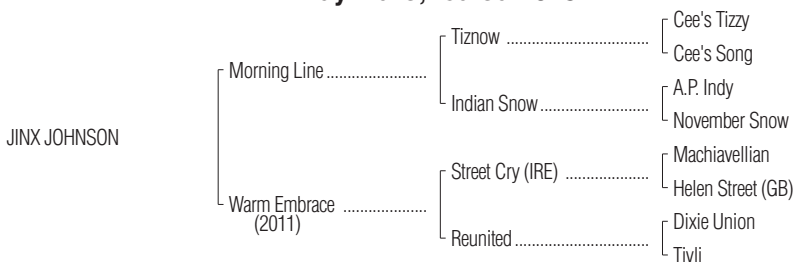 Cee's Tizzy
Tiznow
Cee's Song
Morning Line
A.P. Indy
Indian Snow
November Snow
JINX JOHNSON
Machiavellian
Street Cry (IRE)
Helen Street (GB)
Warm Embrace
(2011)
Dixie Union
Reunited
Tivli